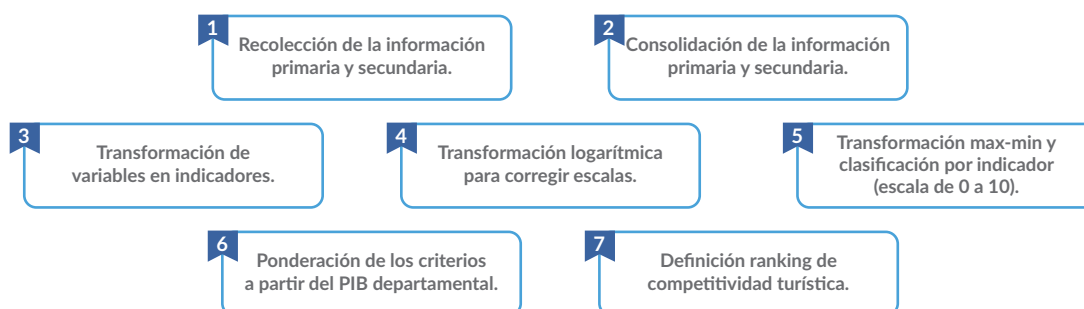 1
Recolección de la información
primaria y secundaria.
2
Consolidación de la información
primaria y secundaria.
3
Transformación de
variables en indicadores.
4
Transformación logarítmica
para corregir escalas.
5
Transformación max-min y
clasificación por indicador
(escala de 0 a 10).
6
Ponderación de los criterios
a partir del PIB departamental.
7
Definición ranking de
competitividad turística.